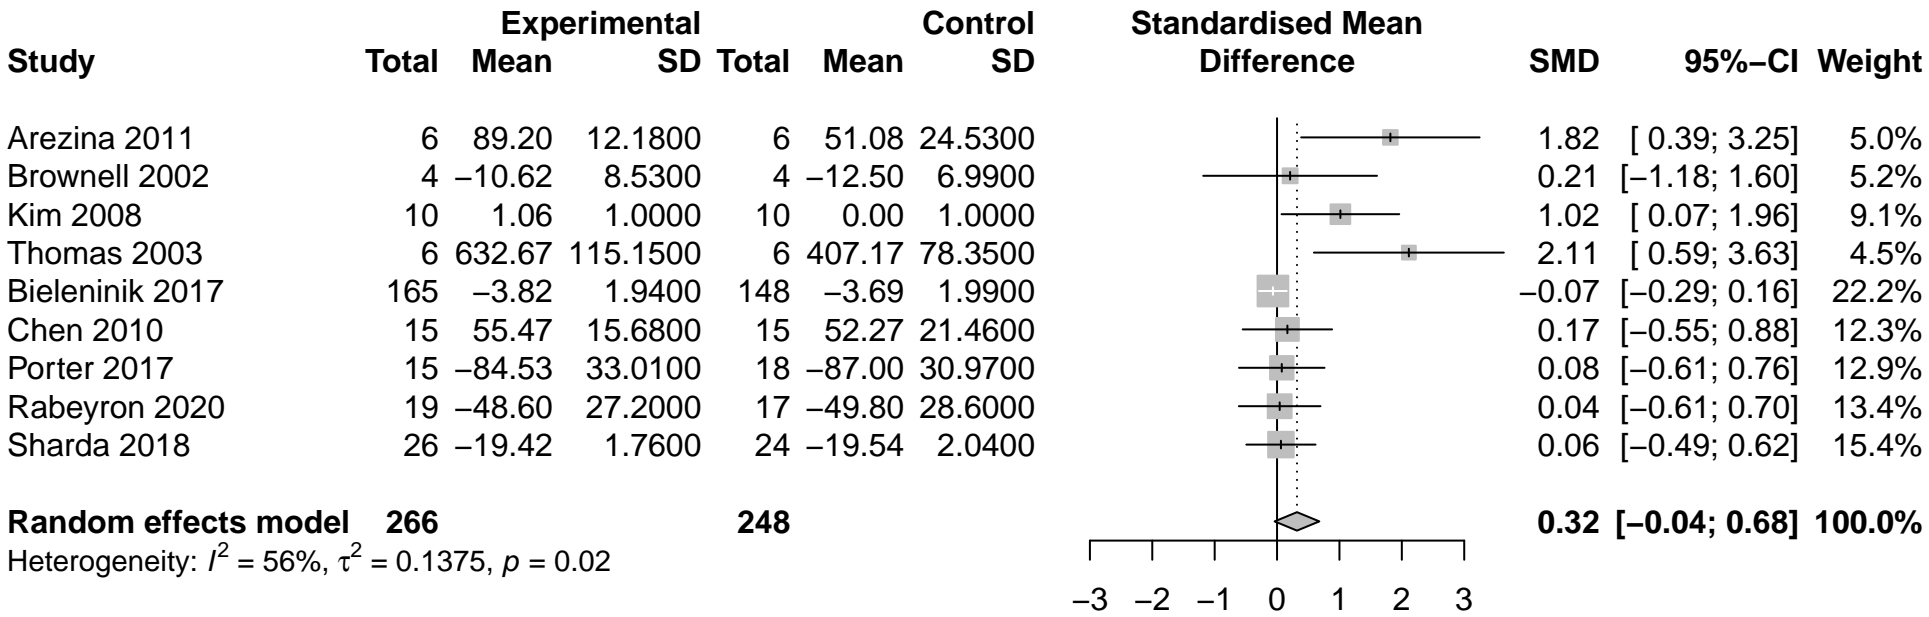 Experimental Control Standardised Mean
Study Total Mean SD Total Mean SD Difference SMD 95%−CI Weight
Arezina 2011 6 89.20 12.1800 6 51.08 24.5300 1.82 [ 0.39; 3.25] 5.0%
Brownell 2002 4 −10.62 8.5300 4 −12.50 6.9900 0.21 [−1.18; 1.60] 5.2%
Kim 2008 10 1.06 1.0000 10 0.00 1.0000 1.02 [ 0.07; 1.96] 9.1%
Thomas 2003 6 632.67 115.1500 6 407.17 78.3500 2.11 [ 0.59; 3.63] 4.5%
Bieleninik 2017 165 −3.82 1.9400 148 −3.69 1.9900 −0.07 [−0.29; 0.16] 22.2%
Chen 2010 15 55.47 15.6800 15 52.27 21.4600 0.17 [−0.55; 0.88] 12.3%
Porter 2017 15 −84.53 33.0100 18 −87.00 30.9700 0.08 [−0.61; 0.76] 12.9%
Rabeyron 2020 19 −48.60 27.2000 17 −49.80 28.6000 0.04 [−0.61; 0.70] 13.4%
Sharda 2018 26 −19.42 1.7600 24 −19.54 2.0400 0.06 [−0.49; 0.62] 15.4%
Random effects model 266 248 0.32 [−0.04; 0.68] 100.0%
Heterogeneity: I² = 56%, τ² = 0.1375, p = 0.02
−3 −2 −1 0 1 2 3